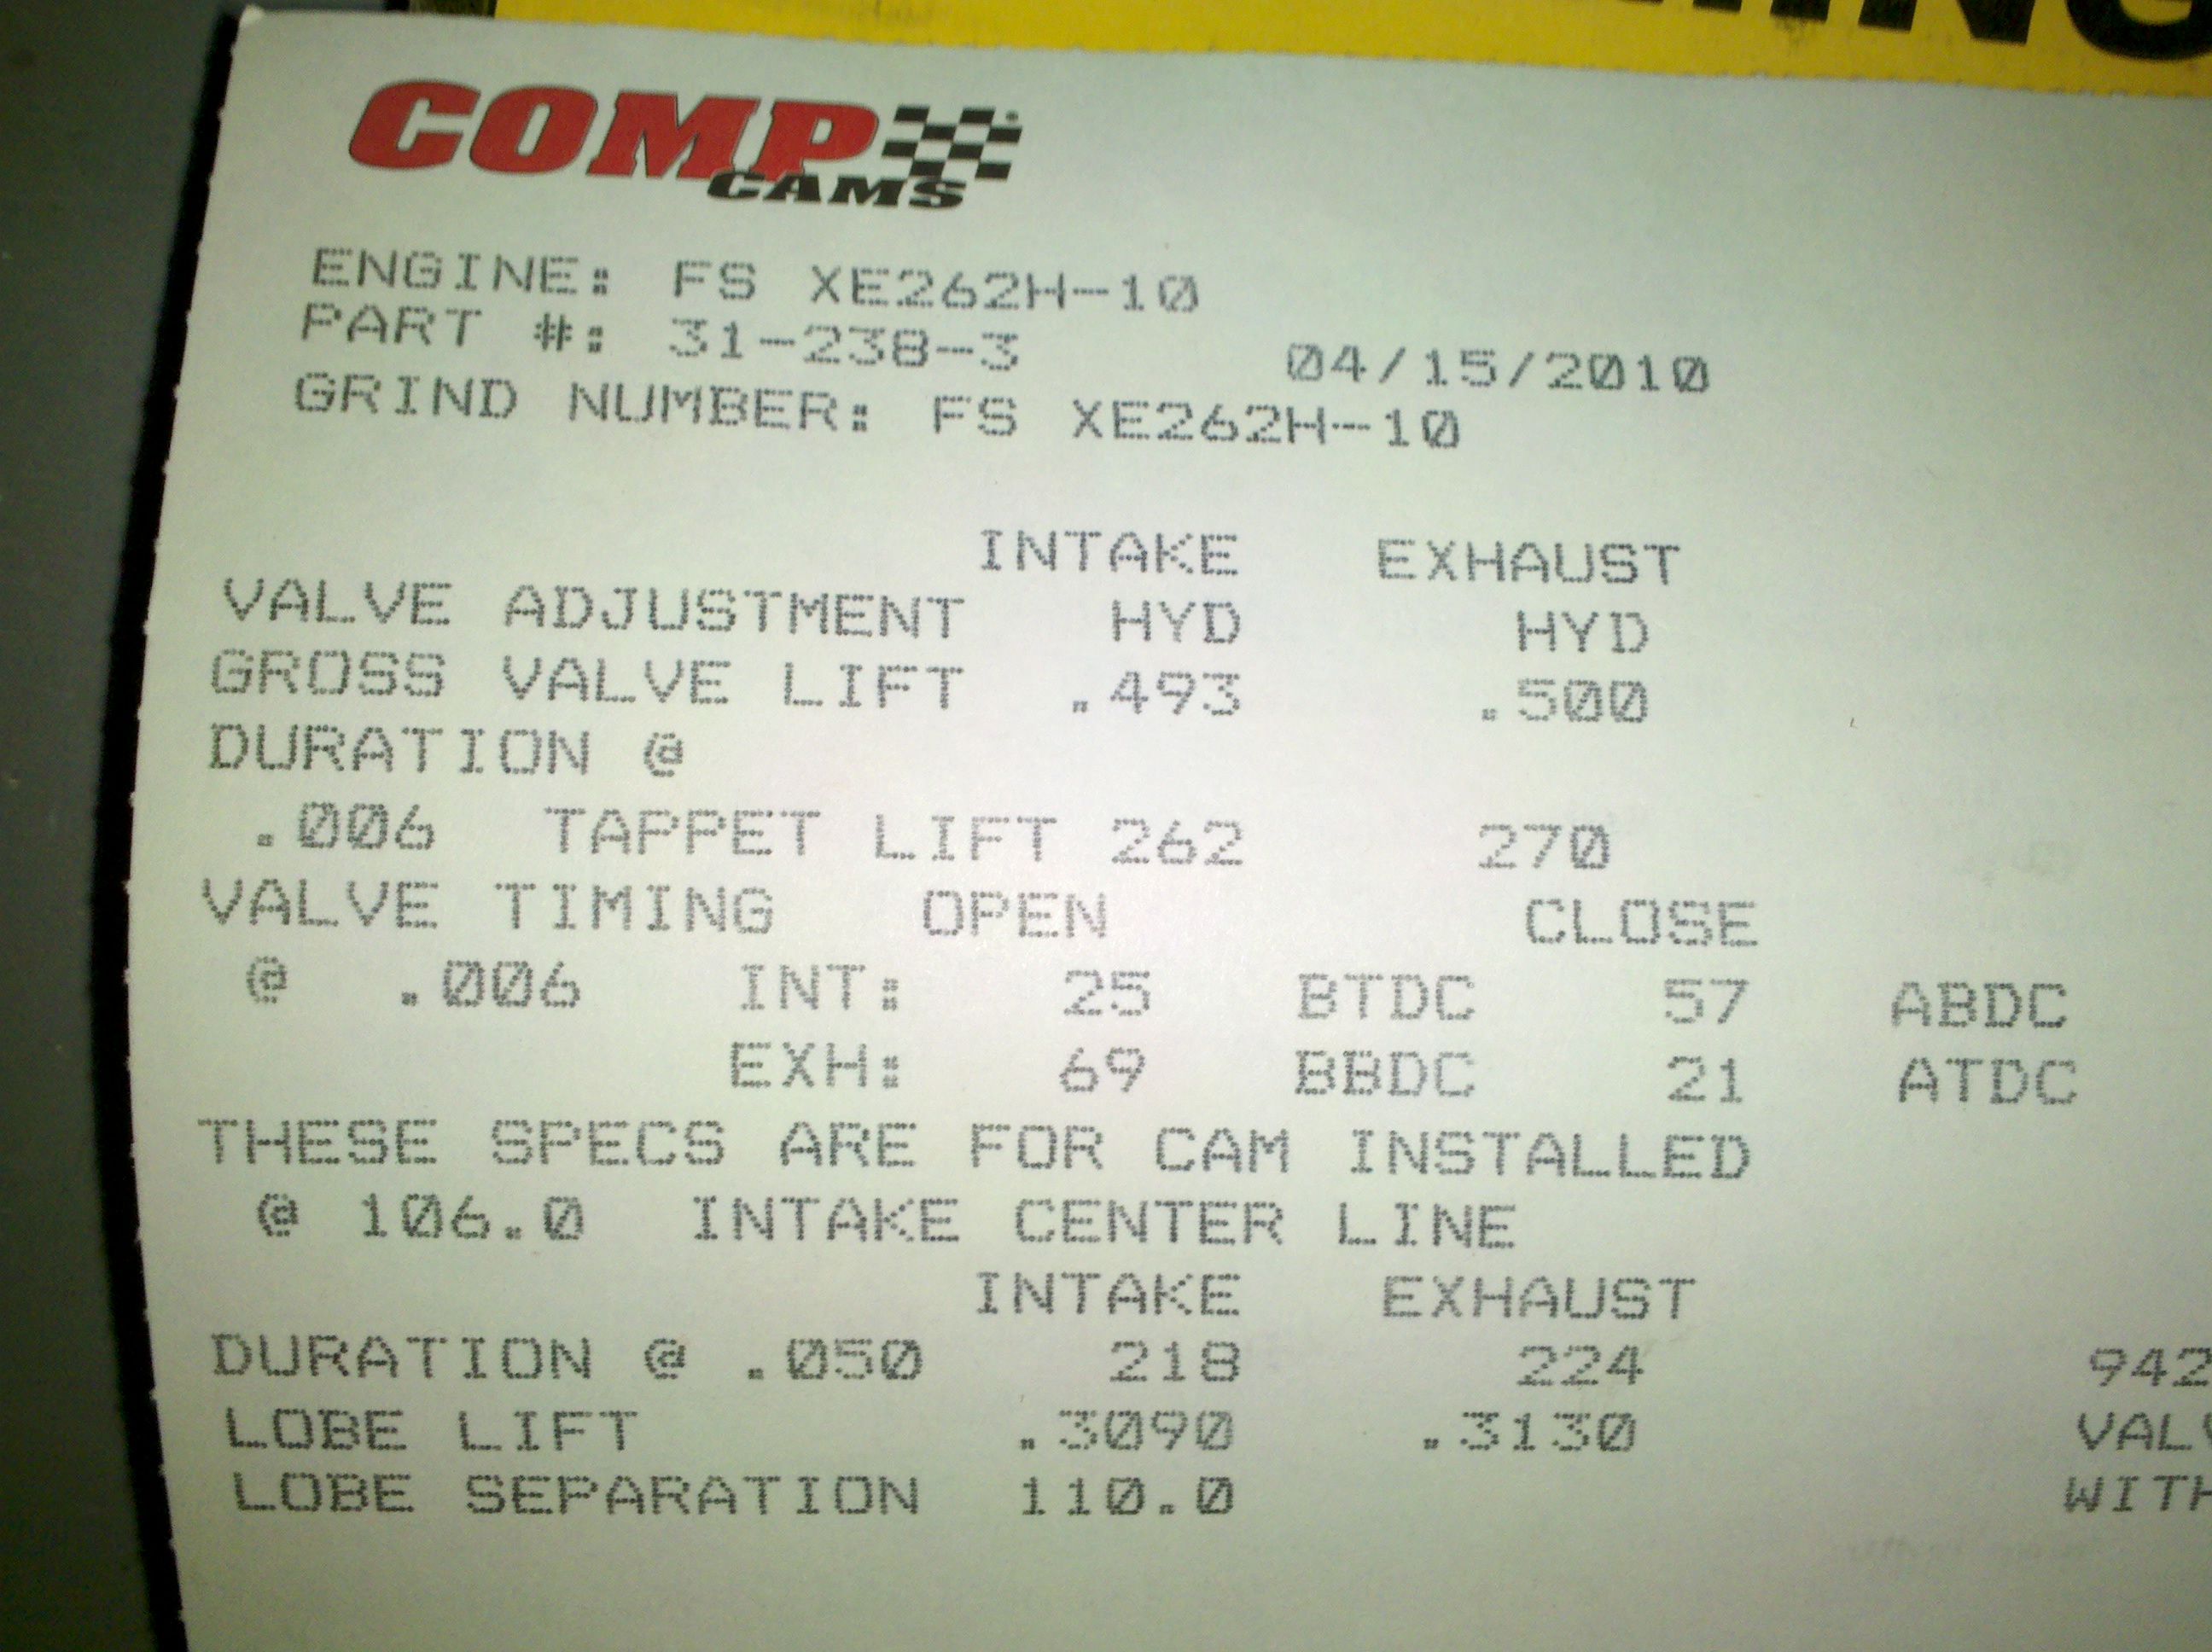 COMP
CAMS
ENGINE: FS XE262H-10
PART #: 31-238-3 04/15/2010
GRIND NUMBER: FS XE262H-10
INTAKE EXHAUST
VALVE ADJUSTMENT HYD HYD
GROSS VALVE LIFT .493 .500
DURATION @
.006 TAPPET LIFT 262 270
VALVE TIMING OPEN CLOSE
@ .006 INT: 25 BTDC 57 ABDC
EXH: 69 BBDC 21 ATDC
THESE SPECS ARE FOR CAM INSTALLED
@ 106.0 INTAKE CENTER LINE
INTAKE EXHAUST
DURATION @ .050 218 224 942
LOBE LIFT .3090 .3130
LOBE SEPARATION 110.0